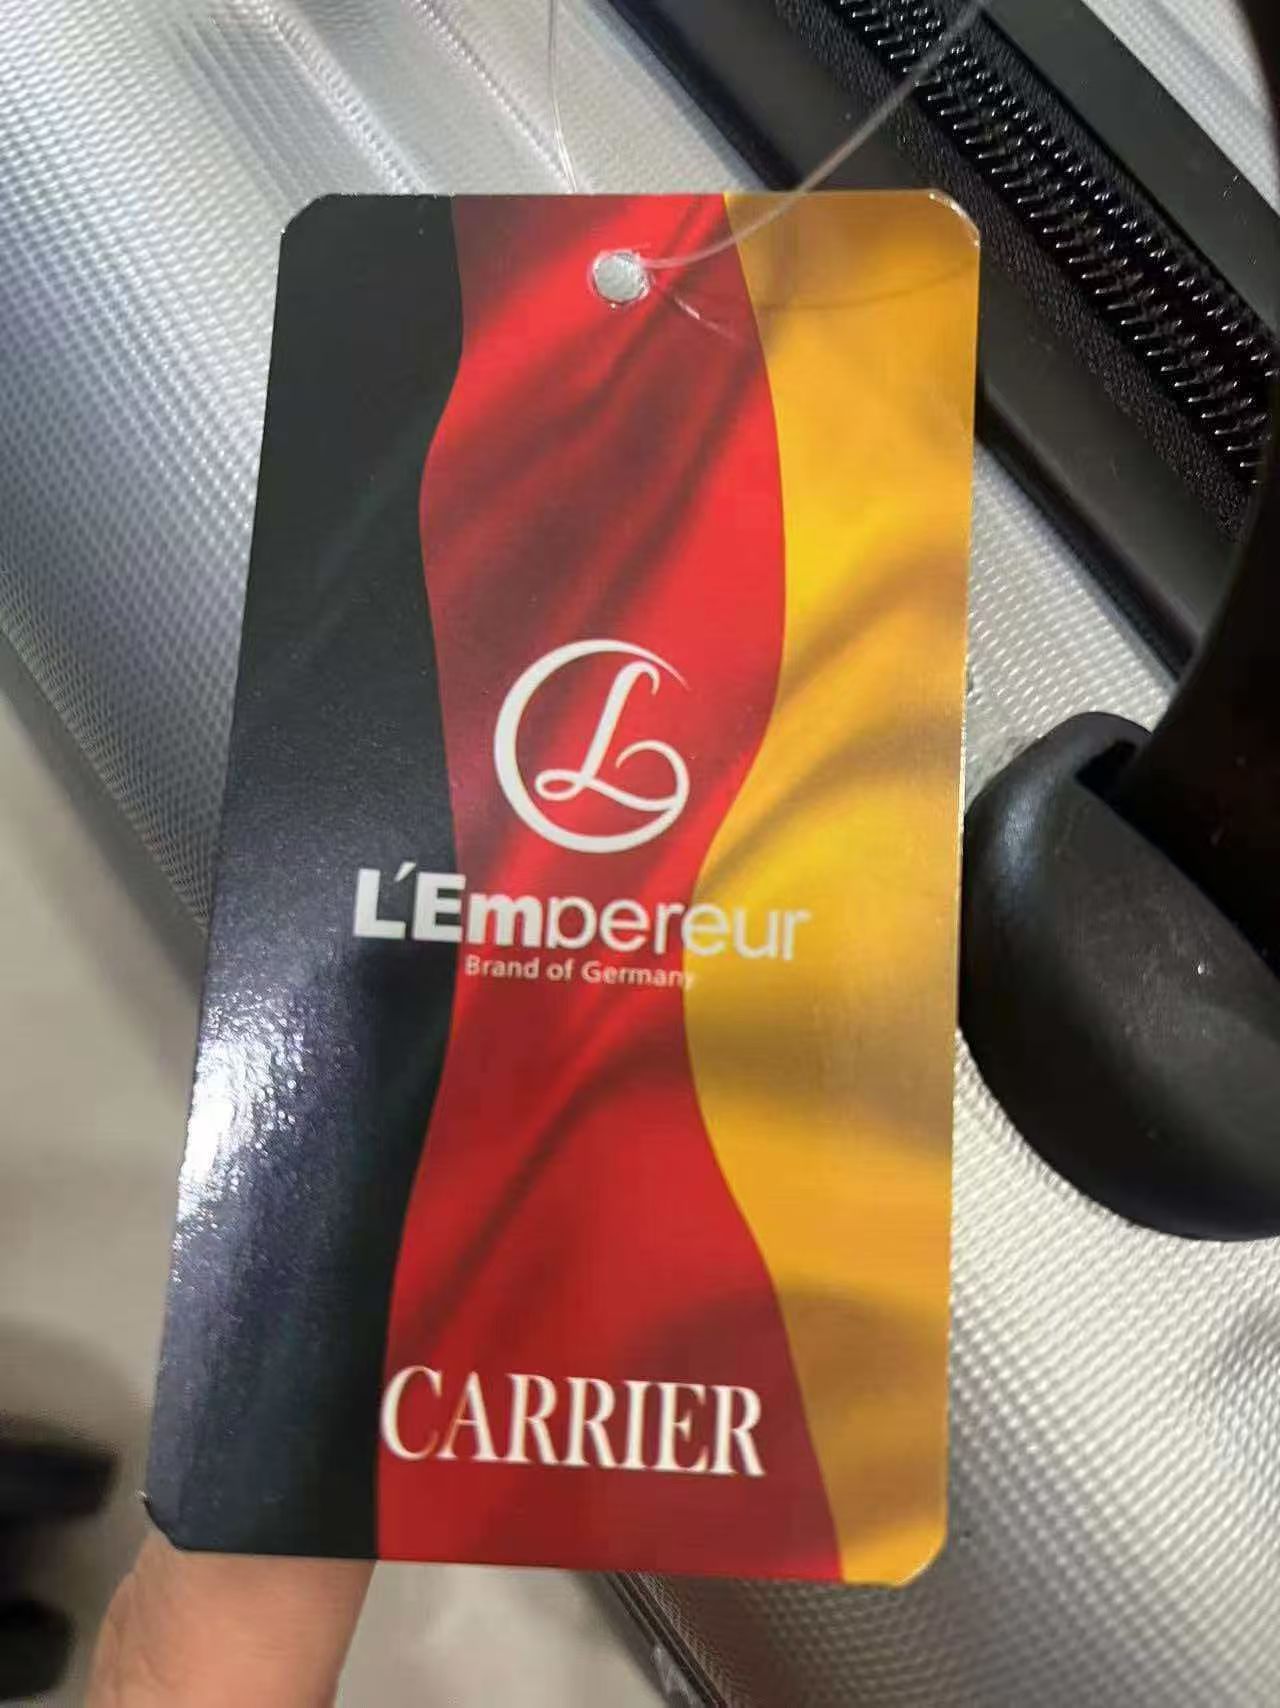 L
L'Empereur
Brand of Germany
CARRIER